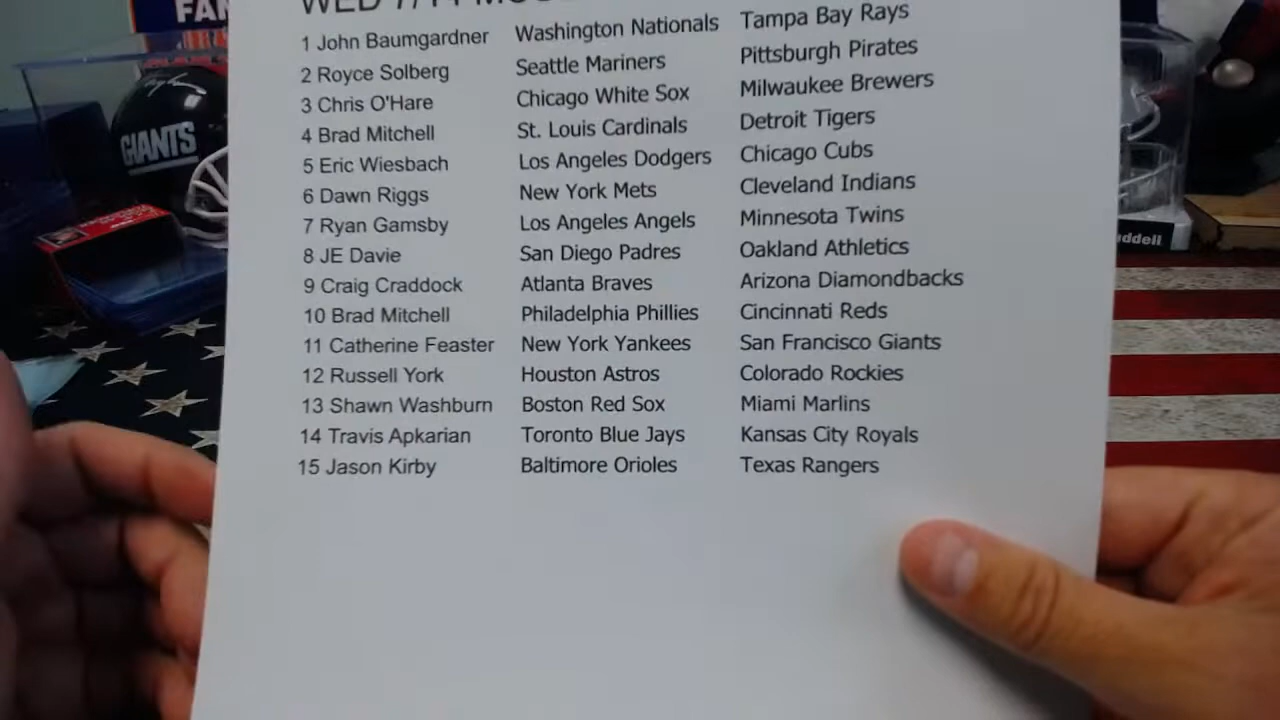 FAN
WED 7/14
1 John Baumgardner Washington Nationals Tampa Bay Rays
2 Royce Solberg Seattle Mariners Pittsburgh Pirates
3 Chris O'Hare Chicago White Sox Milwaukee Brewers
4 Brad Mitchell St. Louis Cardinals Detroit Tigers
5 Eric Wiesbach Los Angeles Dodgers Chicago Cubs
6 Dawn Riggs New York Mets Cleveland Indians
7 Ryan Gamsby Los Angeles Angels Minnesota Twins
8 JE Davie San Diego Padres Oakland Athletics
9 Craig Craddock Atlanta Braves Arizona Diamondbacks
10 Brad Mitchell Philadelphia Phillies Cincinnati Reds
11 Catherine Feaster New York Yankees San Francisco Giants
12 Russell York Houston Astros Colorado Rockies
13 Shawn Washburn Boston Red Sox Miami Marlins
14 Travis Apkarian Toronto Blue Jays Kansas City Royals
15 Jason Kirby Baltimore Orioles Texas Rangers
GIANTS
ddell